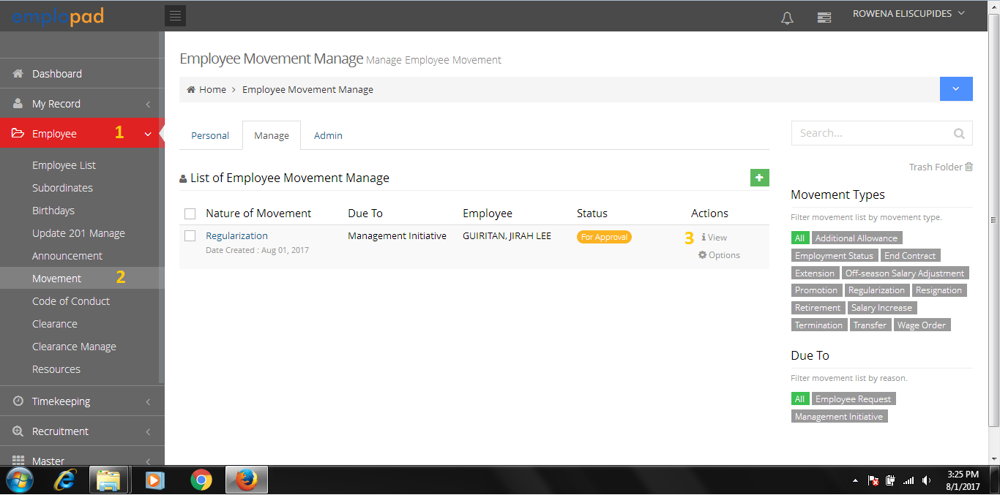 emplopad
ROWENA ELISCUPIDES
Employee Movement Manage Manage Employee Movement
Home > Employee Movement Manage
Dashboard
My Record
Employee 1
Employee List
Subordinates
Birthdays
Update 201 Manage
Announcement
Movement 2
Code of Conduct
Clearance
Clearance Manage
Resources
Timekeeping
Recruitment
Master
Personal Manage Admin
List of Employee Movement Manage
Nature of Movement Due To Employee Status Actions
Regularization Management Initiative GUIRITAN, JIRAH LEE For Approval 3 View
Date Created : Aug 01, 2017
Options
Search...
Trash Folder
Movement Types
Filter movement list by movement type.
All Additional Allowance
Employment Status End Contract
Extension Off-season Salary Adjustment
Promotion Regularization Resignation
Retirement Salary Increase
Termination Transfer Wage Order
Due To
Filter movement list by reason.
All Employee Request
Management Initiative
3:25 PM
8/1/2017